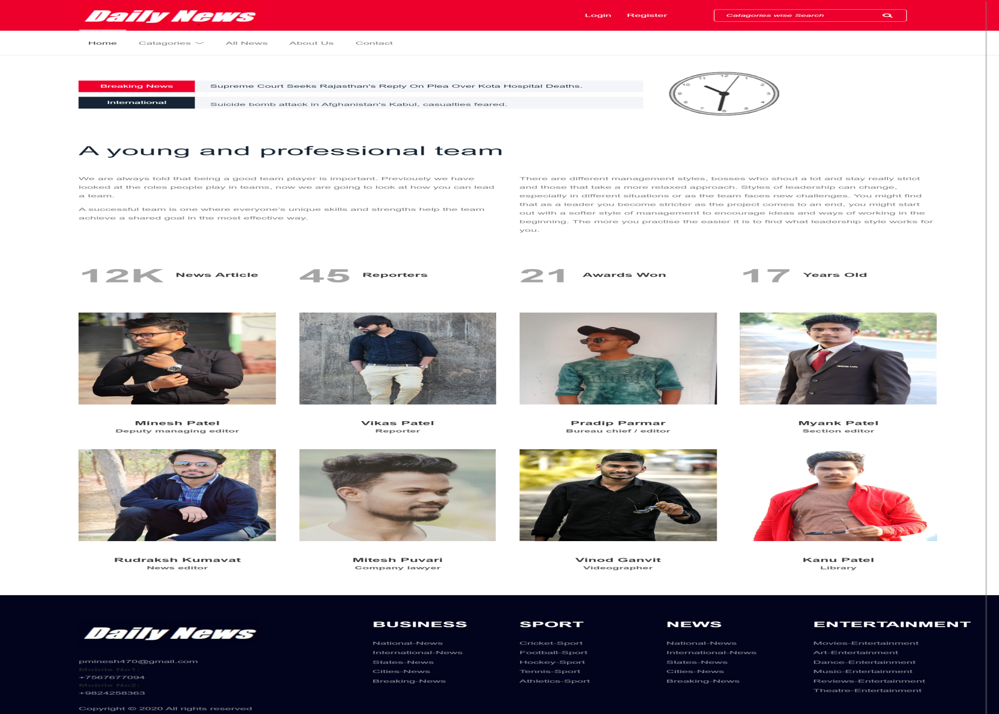 Daily News
Login Register Catagories wise Search
Home Catagories All News About Us Contact
Breaking News Supreme Court Seeks Rajasthan's Reply On Plea Over Kota Hospital Deaths.
International Suicide bomb attack in Afghanistan's Kabul, casualties feared.
12 1 2 3 4 5 6 7 8 9 10 11
A young and professional team
We are always told that being a good team player is important. Previously we have
looked at the roles people play in teams, now we are going to look at how you can lead
a team.
A successful team is one where everyone's unique skills and strengths help the team
achieve a shared goal in the most effective way.
There are different management styles, bosses who shout a lot and stay really strict
and those that take a more relaxed approach. Styles of leadership can change,
especially in different situations or as the team faces new challenges. You might find
that as a leader you become stricter as the project comes to an end, you might start
out with a softer style of management to encourage ideas and ways of working in the
beginning. The more you practise the easier it is to find what leadership style works for
you.
12K News Article
45 Reporters
21 Awards Won
17 Years Old
Minesh Patel
Deputy managing editor
Vikas Patel
Reporter
Pradip Parmar
Bureau chief / editor
Myank Patel
Section editor
Rudraksh Kumavat
News editor
Mitesh Puvari
Company lawyer
Vinod Ganvit
Videographer
Kanu Patel
Library
Daily News
pminesh470@gmail.com
Mobile No1:
+7567677094
Mobile No2:
+9824258363
Copyright © 2020 All rights reserved
BUSINESS
National-News
International-News
States-News
Cities-News
Breaking-News
SPORT
Cricket-Sport
Football-Sport
Hockey-Sport
Tennis-Sport
Athletics-Sport
NEWS
National-News
International-News
States-News
Cities-News
Breaking-News
ENTERTAINMENT
Movies-Entertainment
Art-Entertainment
Dance-Entertainment
Music-Entertainment
Reviews-Entertainment
Theatre-Entertainment